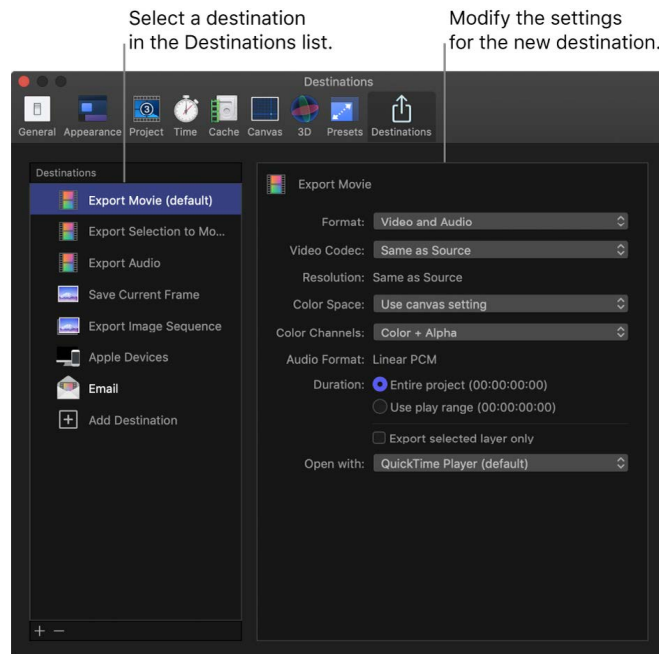 Select a destination
in the Destinations list.
Modify the settings
for the new destination.
Destinations
General Appearance Project Time Cache Canvas 3D Presets Destinations
Destinations
Export Movie (default)
Export Selection to Mo...
Export Audio
Save Current Frame
Export Image Sequence
Apple Devices
Email
Add Destination
+ −
Export Movie
Format: Video and Audio
Video Codec: Same as Source
Resolution: Same as Source
Color Space: Use canvas setting
Color Channels: Color + Alpha
Audio Format: Linear PCM
Duration: Entire project (00:00:00:00)
Use play range (00:00:00:00)
Export selected layer only
Open with: QuickTime Player (default)